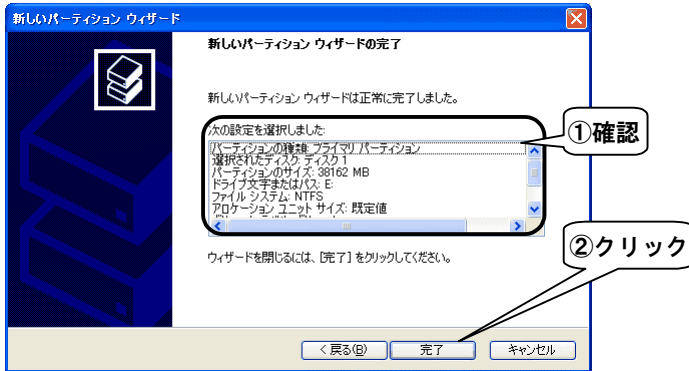 新しいパーティション ウィザード
新しいパーティション ウィザードの完了
新しいパーティション ウィザードは正常に完了しました。
次の設定を選択しました:
①確認
パーティションの種類: プライマリ パーティション
選択されたディスク: ディスク 1
パーティションのサイズ: 38162 MB
ドライブ文字またはパス: E:
ファイル システム: NTFS
アロケーション ユニット サイズ: 既定値
②クリック
ウィザードを閉じるには、[完了] をクリックしてください。
< 戻る(B)
完了
キャンセル